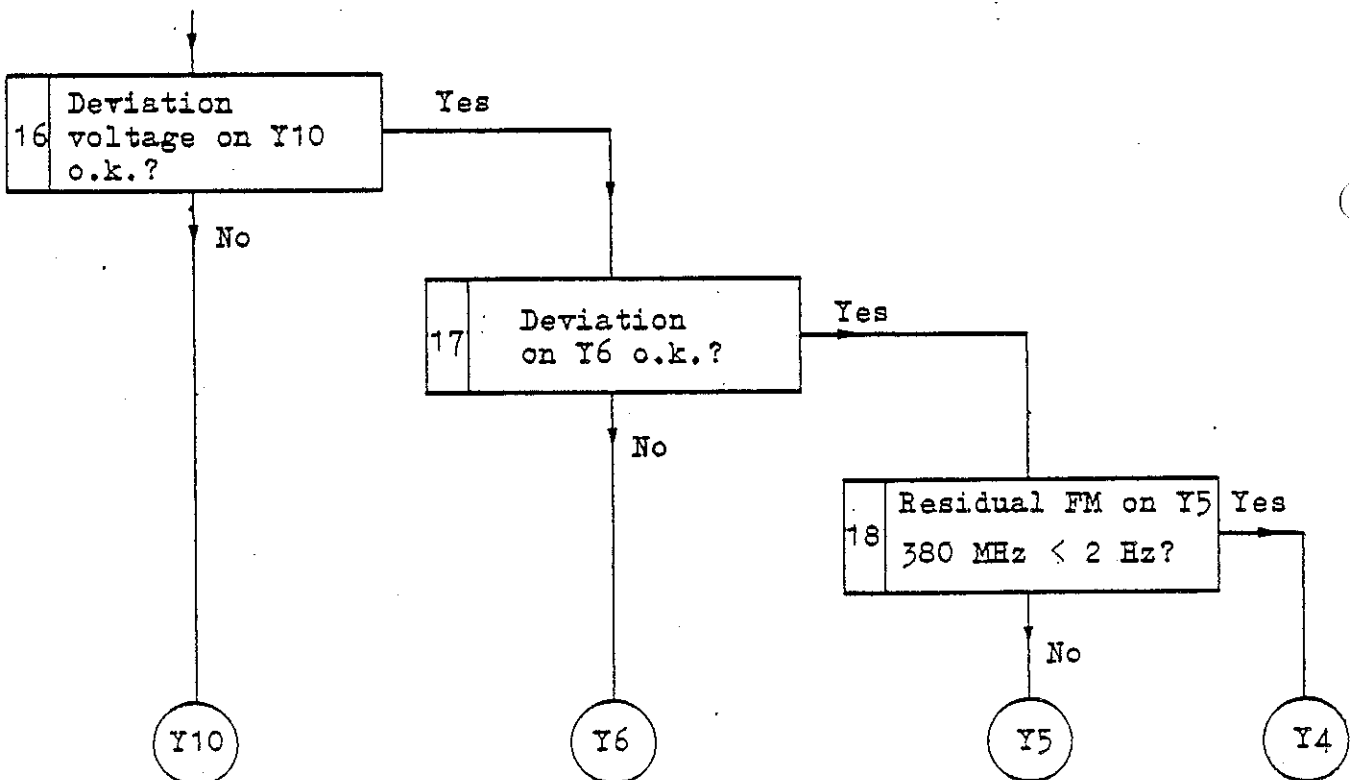 Deviation
16 voltage on Y10
o.k.?
Yes
No
17 Deviation
on Y6 o.k.?
Yes
No
18 Residual FM on Y5
380 MHz < 2 Hz?
Yes
No
Y10
Y6
Y5
Y4